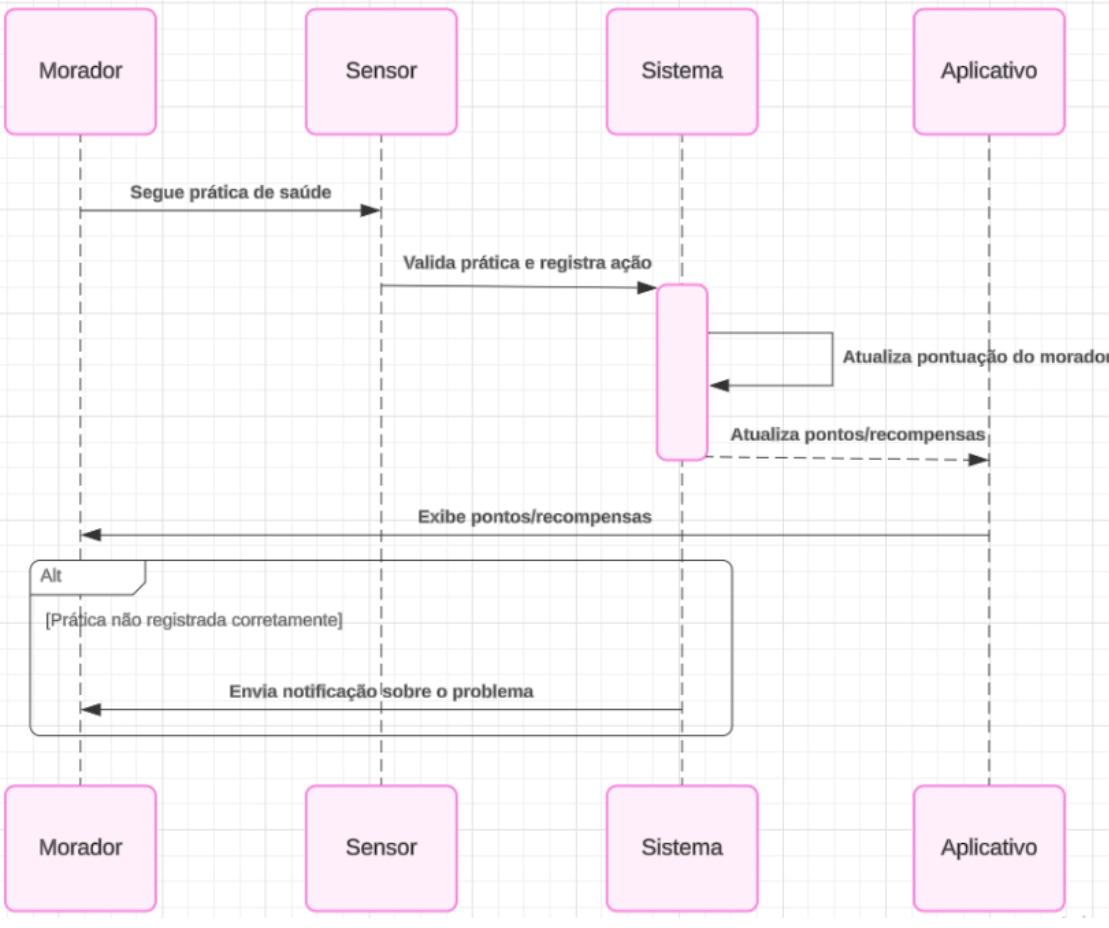 Morador
Sensor
Sistema
Aplicativo
Segue prática de saúde
Valida prática e registra ação
Atualiza pontuação do morador
Atualiza pontos/recompensas
Exibe pontos/recompensas
Alt
[Prática não registrada corretamente]
Envia notificação sobre o problema
Morador
Sensor
Sistema
Aplicativo